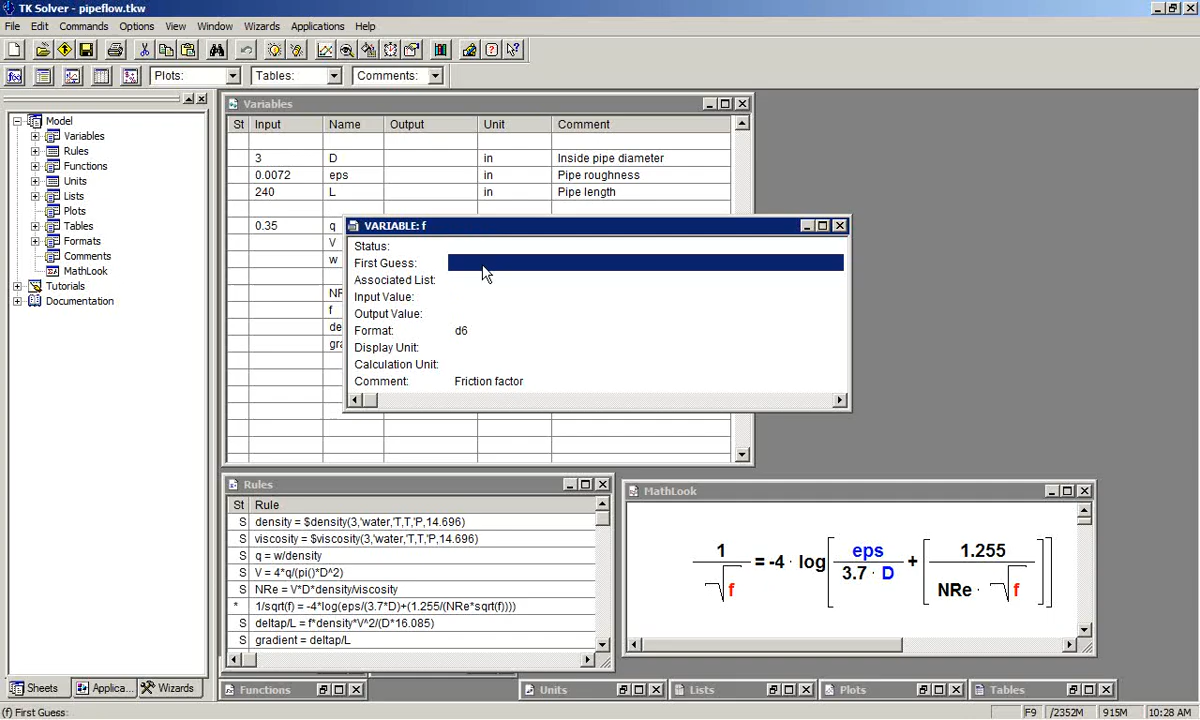 TK Solver - pipeflow.tkw
File Edit Commands Options View Window Wizards Applications Help
Plots: Tables: Comments:
Model
Variables
Rules
Functions
Units
Lists
Plots
Tables
Formats
Comments
MathLook
Tutorials
Documentation
Sheets Applica... Wizards
Variables
St Input Name Output Unit Comment
3 D in Inside pipe diameter
0.0072 eps in Pipe roughness
240 L in Pipe length
0.35 q
V
w
NRe
f
de
gra
VARIABLE: f
Status:
First Guess:
Associated List:
Input Value:
Output Value:
Format: d6
Display Unit:
Calculation Unit:
Comment: Friction factor
Rules
St Rule
S density = $density(3,'water,'T,T,'P,14.696)
S viscosity = $viscosity(3,'water,'T,T,'P,14.696)
S q = w/density
S V = 4*q/(pi()*D^2)
S NRe = V*D*density/viscosity
* 1/sqrt(f) = -4*log(eps/(3.7*D)+(1.255/(NRe*sqrt(f))))
S deltap/L = f*density*V^2/(D*16.085)
S gradient = deltap/L
MathLook
1/√f = -4 · log[eps/3.7 · D + [1.255/NRe · √f]]
Functions Units Lists Plots Tables
(f) First Guess: F9 /2352M 915M 10:28 AM